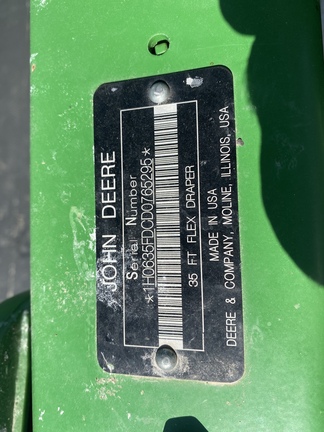 JOHN DEERE
Serial Number
*1H0635FDCD0765295*
35 FT FLEX DRAPER
MADE IN USA
DEERE & COMPANY, MOLINE, ILLINOIS, USA